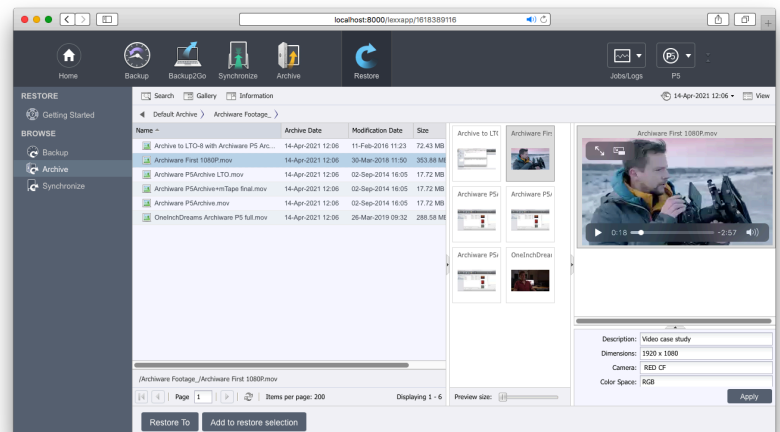 localhost:8000/lexxapp/1618389116
Home
Backup
Backup2Go
Synchronize
Archive
Restore
Jobs/Logs
P5
P5
RESTORE
Getting Started
BROWSE
Backup
Archive
Synchronize
Search Gallery Information
14-Apr-2021 12:06
View
Default Archive Archiware Footage_
Name Archive Date Modification Date Size
Archive to LTO-8 with Archiware P5 Arc... 14-Apr-2021 12:06 11-Feb-2016 11:23 72.43 MB
Archiware First 1080P.mov 14-Apr-2021 12:06 30-Mar-2018 11:50 353.88 MB
Archiware P5Archive LTO.mov 14-Apr-2021 12:06 02-Sep-2014 16:05 17.72 MB
Archiware P5Archive+mTape final.mov 14-Apr-2021 12:06 02-Sep-2014 16:05 17.72 MB
Archiware P5Archive.mov 14-Apr-2021 12:06 02-Sep-2014 16:05 17.72 MB
OneInchDreams Archiware P5 full.mov 14-Apr-2021 12:06 26-Mar-2019 09:32 288.58 MB
/Archiware Footage_/Archiware First 1080P.mov
Page 1 Items per page: 200 Displaying 1 - 6
Restore To
Add to restore selection
Archive to LTO
Archiware Firs
Archiware P5A
Archiware P5A
Archiware P5A
OneInchDream
Preview size:
Archiware First 1080P.mov
0:18 -2:57
Description: Video case study
Dimensions: 1920 x 1080
Camera: RED CF
Color Space: RGB
Apply